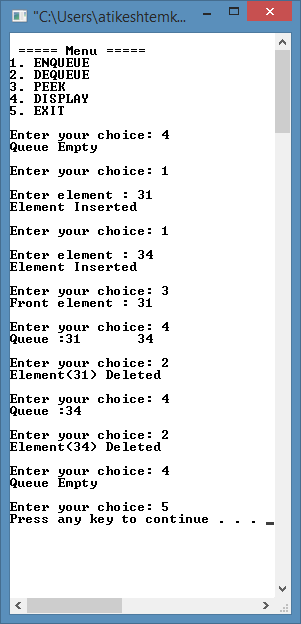 "C:\Users\atikeshtemk...
===== Menu =====
1. ENQUEUE
2. DEQUEUE
3. PEEK
4. DISPLAY
5. EXIT
Enter your choice: 4
Queue Empty
Enter your choice: 1
Enter element : 31
Element Inserted
Enter your choice: 1
Enter element : 34
Element Inserted
Enter your choice: 3
Front element : 31
Enter your choice: 4
Queue :31 34
Enter your choice: 2
Element(31) Deleted
Enter your choice: 4
Queue :34
Enter your choice: 2
Element(34) Deleted
Enter your choice: 4
Queue Empty
Enter your choice: 5
Press any key to continue . . . _